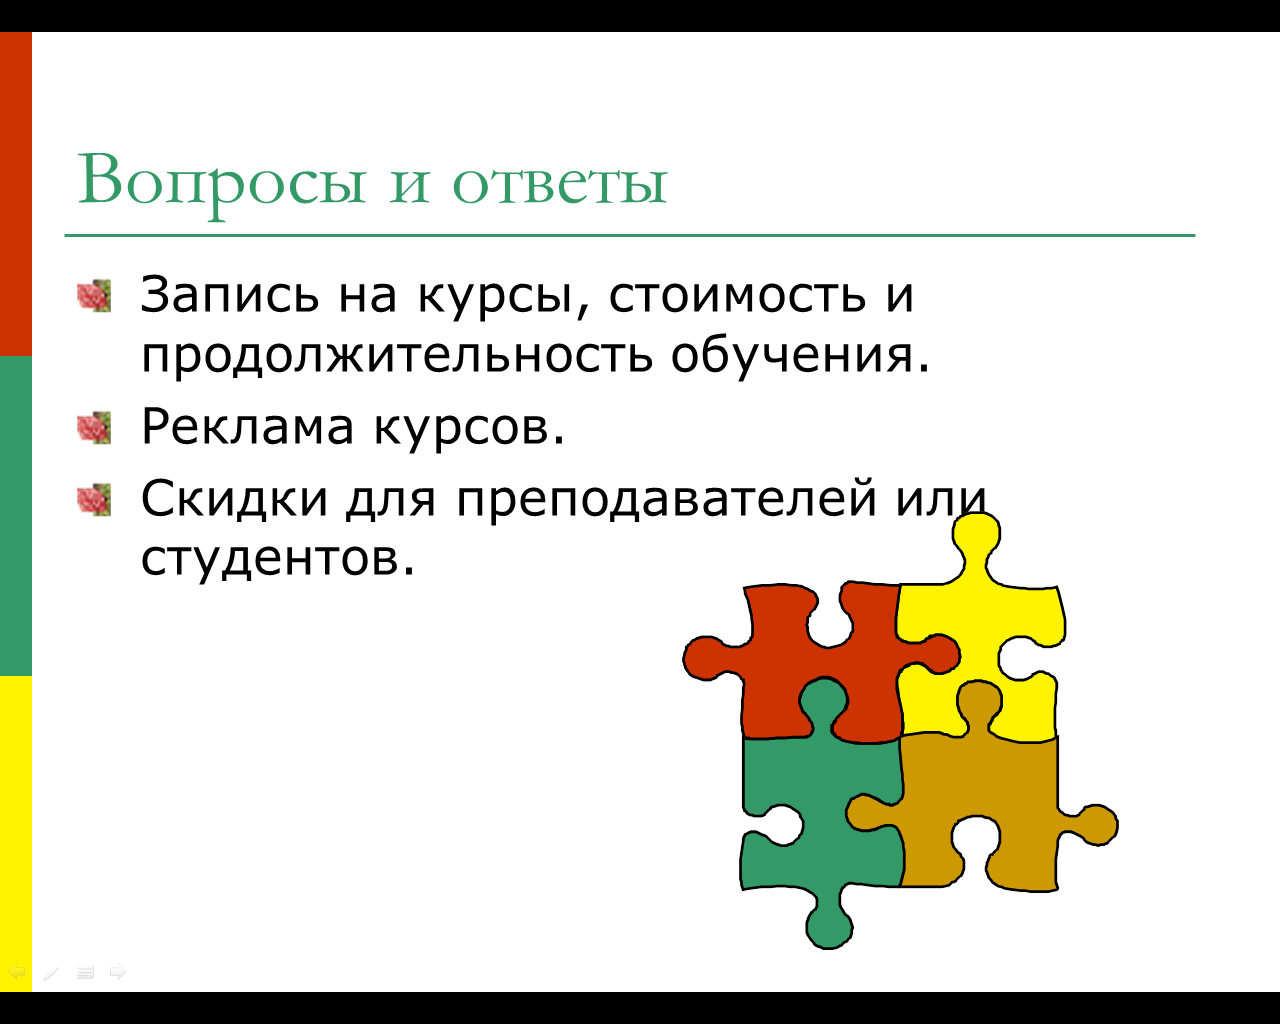 Вопросы и ответы
Запись на курсы, стоимость и
продолжительность обучения.
Реклама курсов.
Скидки для преподавателей или
студентов.